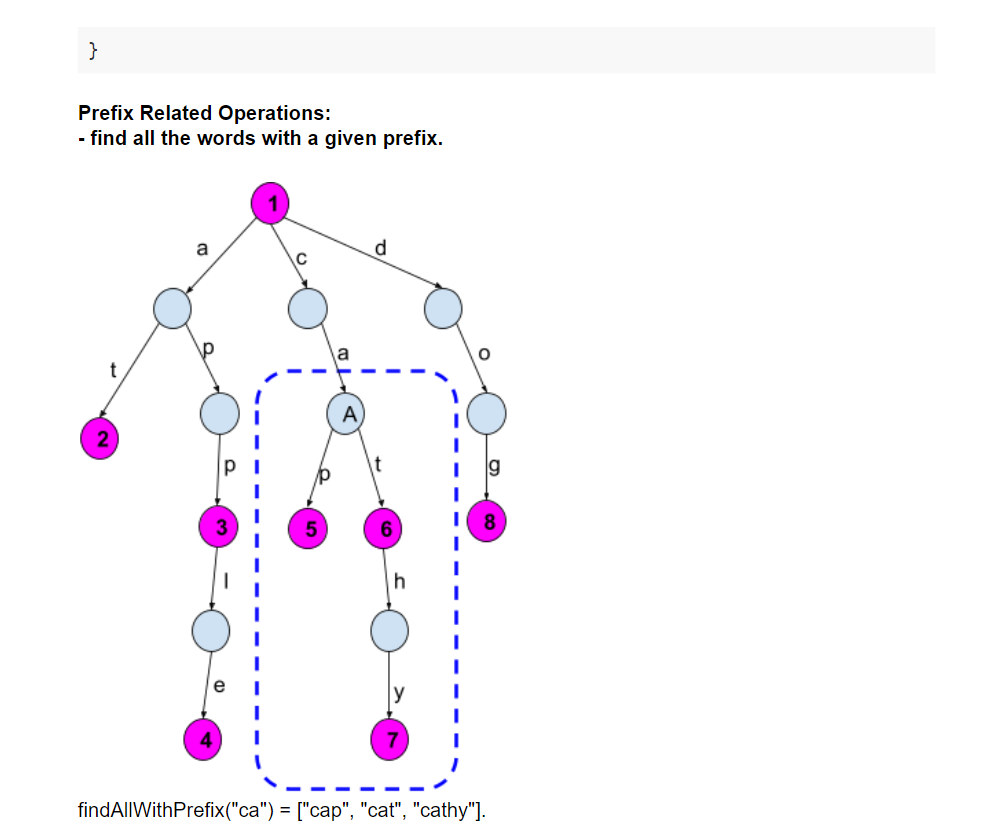 }
Prefix Related Operations:
- find all the words with a given prefix.
1
a
c
d
t
p
a
o
2
A
p
p
t
g
3
5
6
8
l
h
e
y
4
7
findAllWithPrefix("ca") = ["cap", "cat", "cathy"].